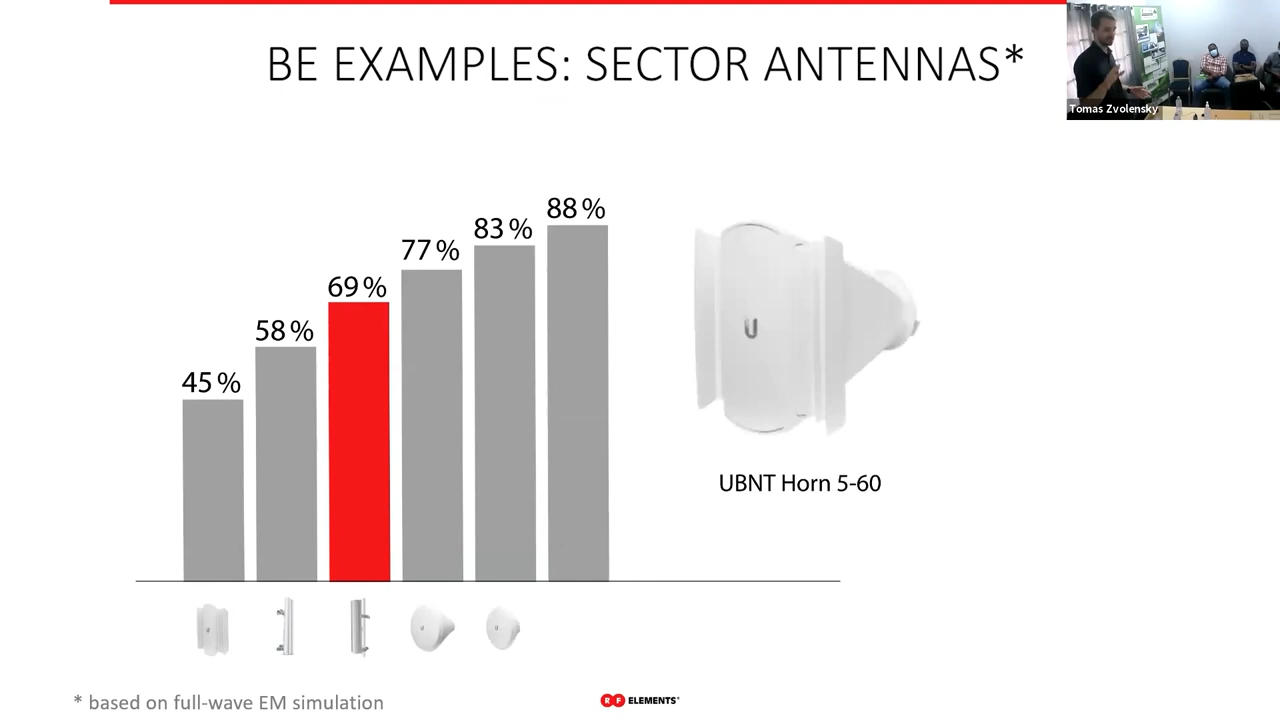 BE EXAMPLES: SECTOR ANTENNAS*
Tomas Zvolensky
45 %
58 %
69 %
77 %
83 %
88 %
UBNT Horn 5-60
* based on full-wave EM simulation
RF ELEMENTS